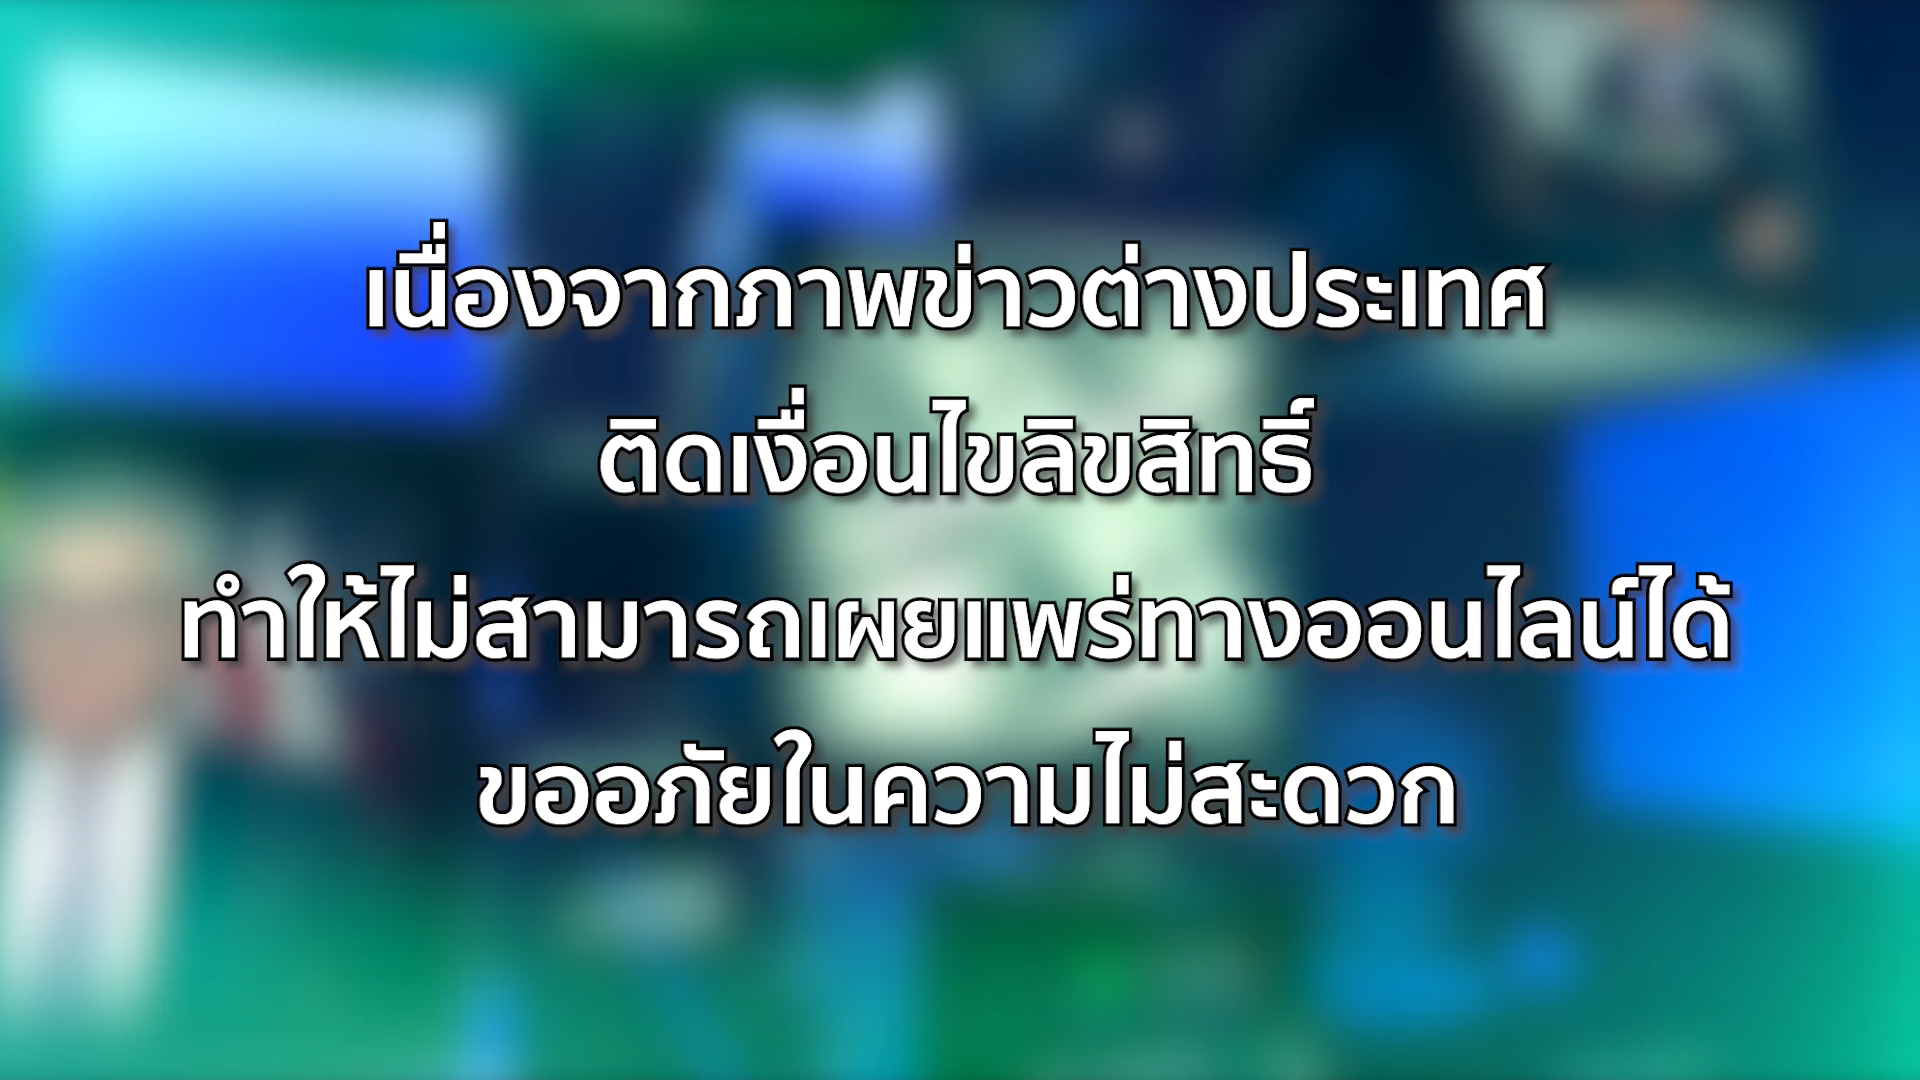 เนื่องจากภาพข่าวต่างประเทศ
ติดเงื่อนไขลิขสิทธิ์
ทำให้ไม่สามารถเผยแพร่ทางออนไลน์ได้
ขออภัยในความไม่สะดวก